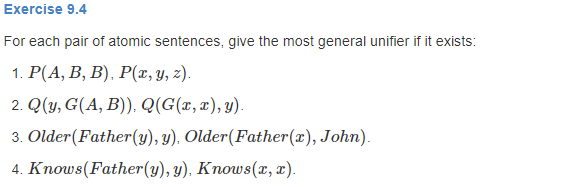 Exercise 9.4
For each pair of atomic sentences, give the most general unifier if it exists:
1. P(A, B, B), P(x, y, z).
2. Q(y, G(A, B)), Q(G(x, x), y).
3. Older(Father(y), y), Older(Father(x), John).
4. Knows(Father(y), y), Knows(x, x).